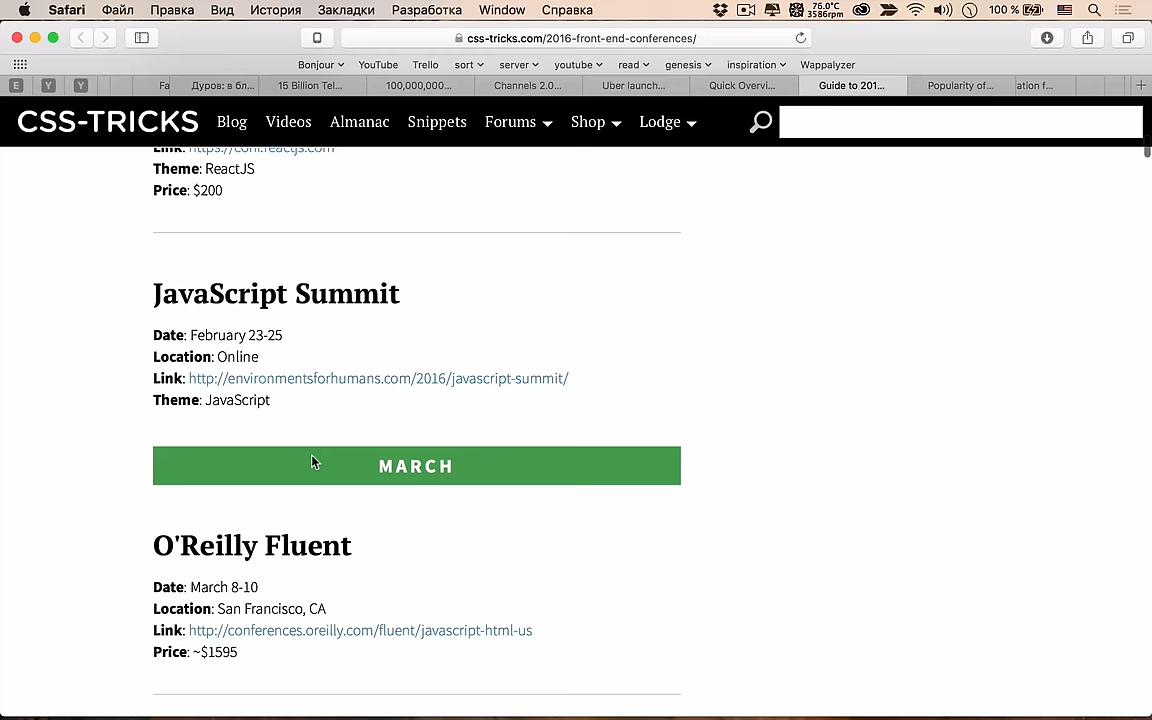 Safari Файл Правка Вид История Закладки Разработка Window Справка 76.0°C 3586rpm 100 %
css-tricks.com/2016-front-end-conferences/
Bonjour YouTube Trello sort server youtube read genesis inspiration Wappalyzer
E Y Y Fa Дуров: в бл... 15 Billion Tel... 100,000,000... Channels 2.0... Uber launch... Quick Overvi... Guide to 201... Popularity of... ation f...
CSS-TRICKS Blog Videos Almanac Snippets Forums Shop Lodge
Link: https://conf.reactjs.com
Theme: ReactJS
Price: $200
JavaScript Summit
Date: February 23-25
Location: Online
Link: http://environmentsforhumans.com/2016/javascript-summit/
Theme: JavaScript
MARCH
O'Reilly Fluent
Date: March 8-10
Location: San Francisco, CA
Link: http://conferences.oreilly.com/fluent/javascript-html-us
Price: ~$1595